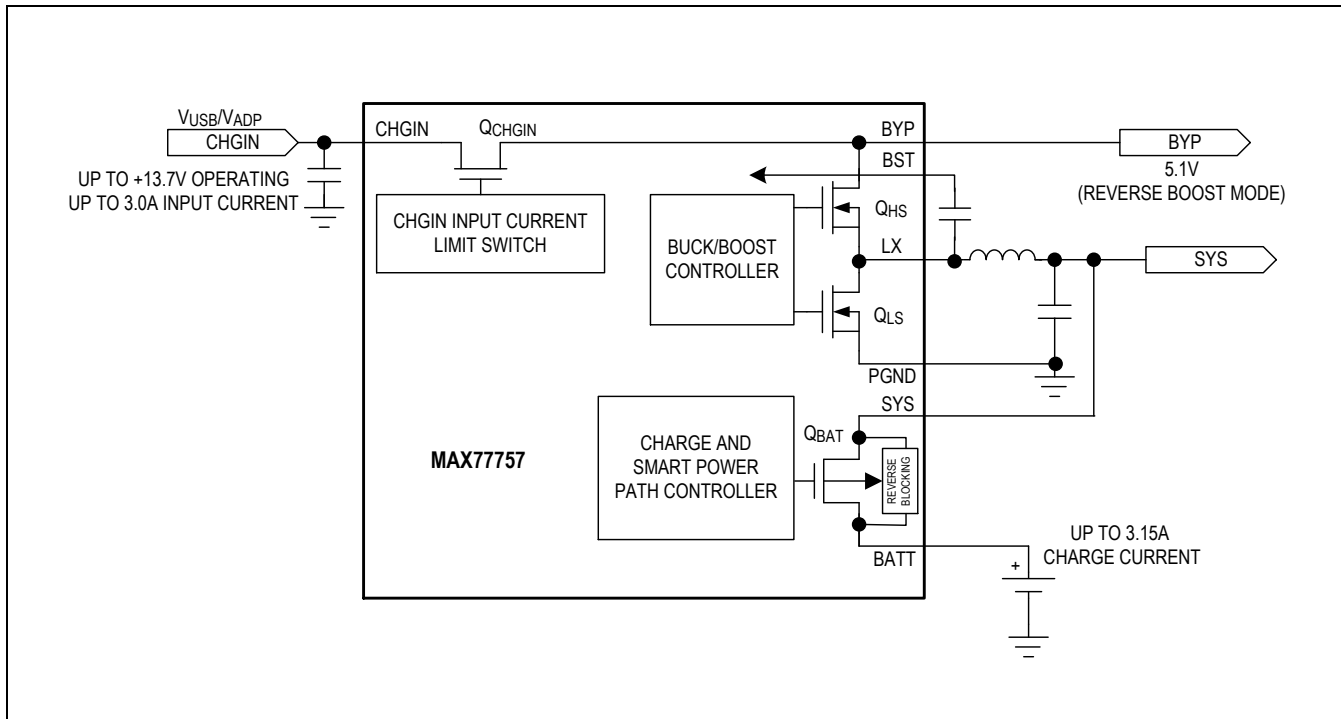 VUSB/VADP
CHGIN
UP TO +13.7V OPERATING
UP TO 3.0A INPUT CURRENT
CHGIN
QCHGIN
CHGIN INPUT CURRENT
LIMIT SWITCH
BYP
BST
BYP
5.1V
(REVERSE BOOST MODE)
BUCK/BOOST
CONTROLLER
QHS
LX
SYS
QLS
PGND
SYS
MAX77757
CHARGE AND
SMART POWER
PATH CONTROLLER
QBAT
REVERSE
BLOCKING
BATT
UP TO 3.15A
CHARGE CURRENT
+